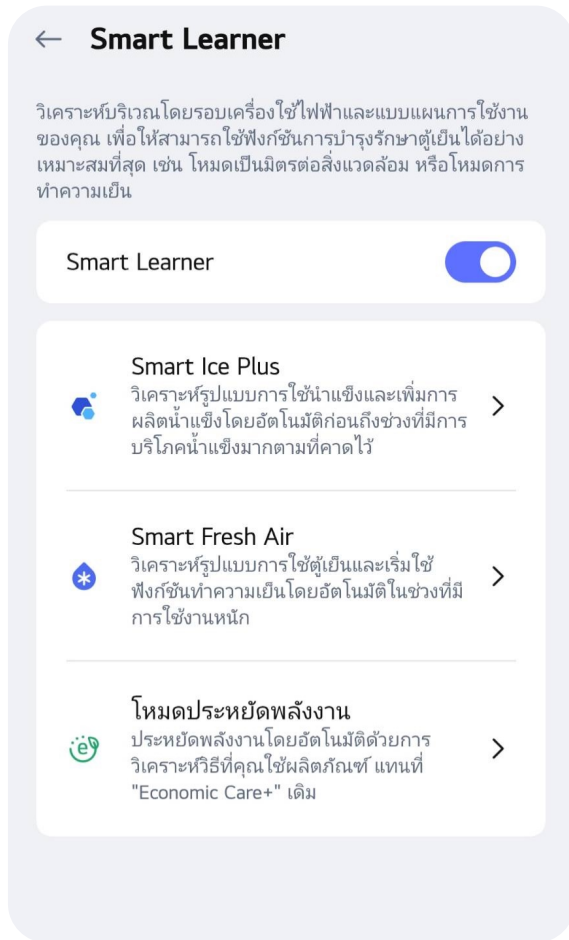 Smart Learner
วิเคราะห์บริเวณโดยรอบเครื่องใช้ไฟฟ้าและแบบแผนการใช้งาน
ของคุณ เพื่อให้สามารถใช้ฟังก์ชันการบำรุงรักษาตู้เย็นได้อย่าง
เหมาะสมที่สุด เช่น โหมดเป็นมิตรต่อสิ่งแวดล้อม หรือโหมดการ
ทำความเย็น
Smart Learner
Smart Ice Plus
วิเคราะห์รูปแบบการใช้น้ำแข็งและเพิ่มการ
ผลิตน้ำแข็งโดยอัตโนมัติก่อนถึงช่วงที่มีการ
บริโภคน้ำแข็งมากตามที่คาดไว้
Smart Fresh Air
วิเคราะห์รูปแบบการใช้ตู้เย็นและเริ่มใช้
ฟังก์ชันทำความเย็นโดยอัตโนมัติในช่วงที่มี
การใช้งานหนัก
โหมดประหยัดพลังงาน
ประหยัดพลังงานโดยอัตโนมัติด้วยการ
วิเคราะห์วิธีที่คุณใช้ผลิตภัณฑ์ แทนที่
"Economic Care+" เดิม